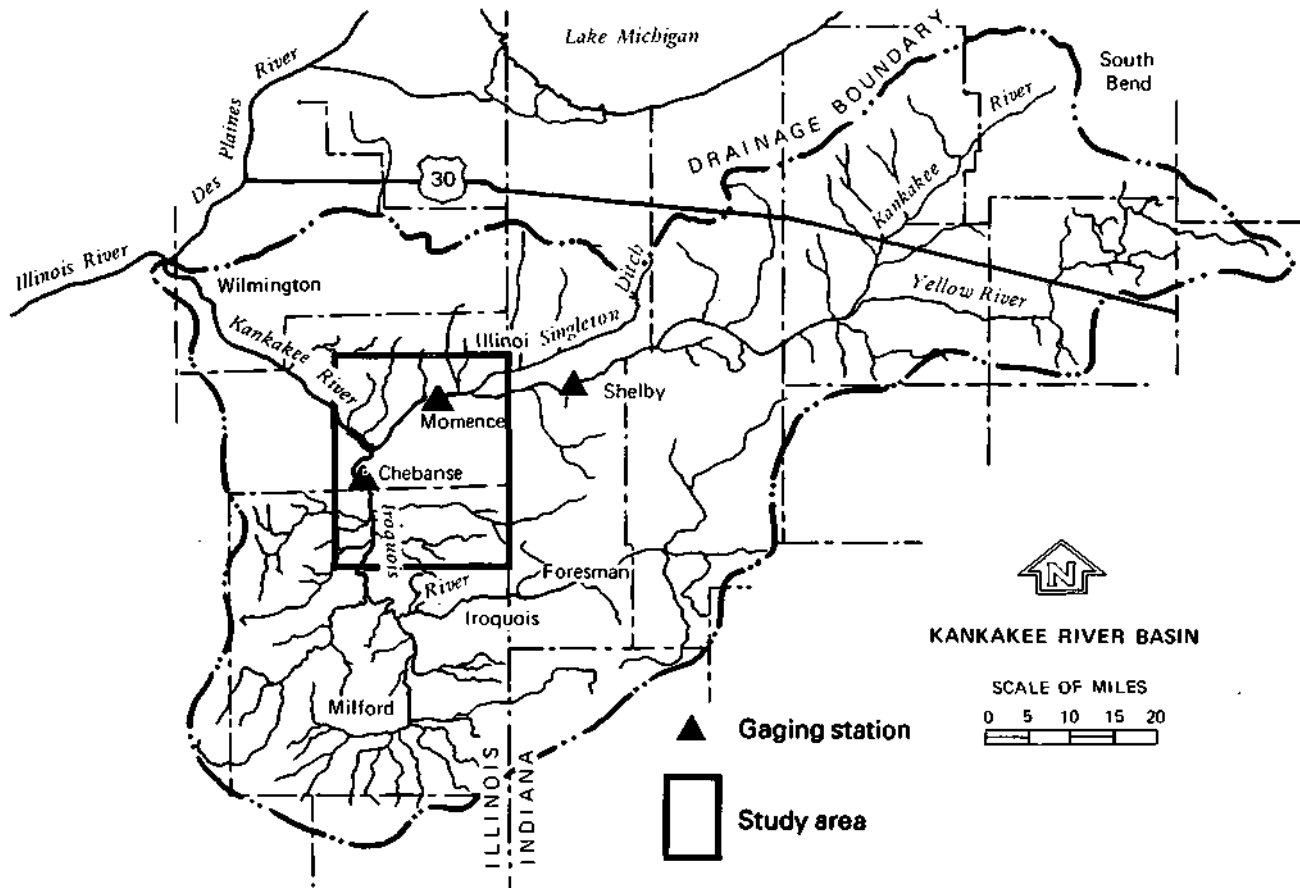 Lake Michigan
River
Plaines
Des
Illinois River
30
DRAINAGE BOUNDARY
South
Bend
River
Kankakee
Yellow River
Wilmington
Kankakee River
Illinoi Singleton
Ditch
Shelby
Momence
Chebanse
Iroquois
River
Foresman
Iroquois
Milford
ILLINOIS
INDIANA
N
KANKAKEE RIVER BASIN
SCALE OF MILES
0 5 10 15 20
Gaging station
Study area